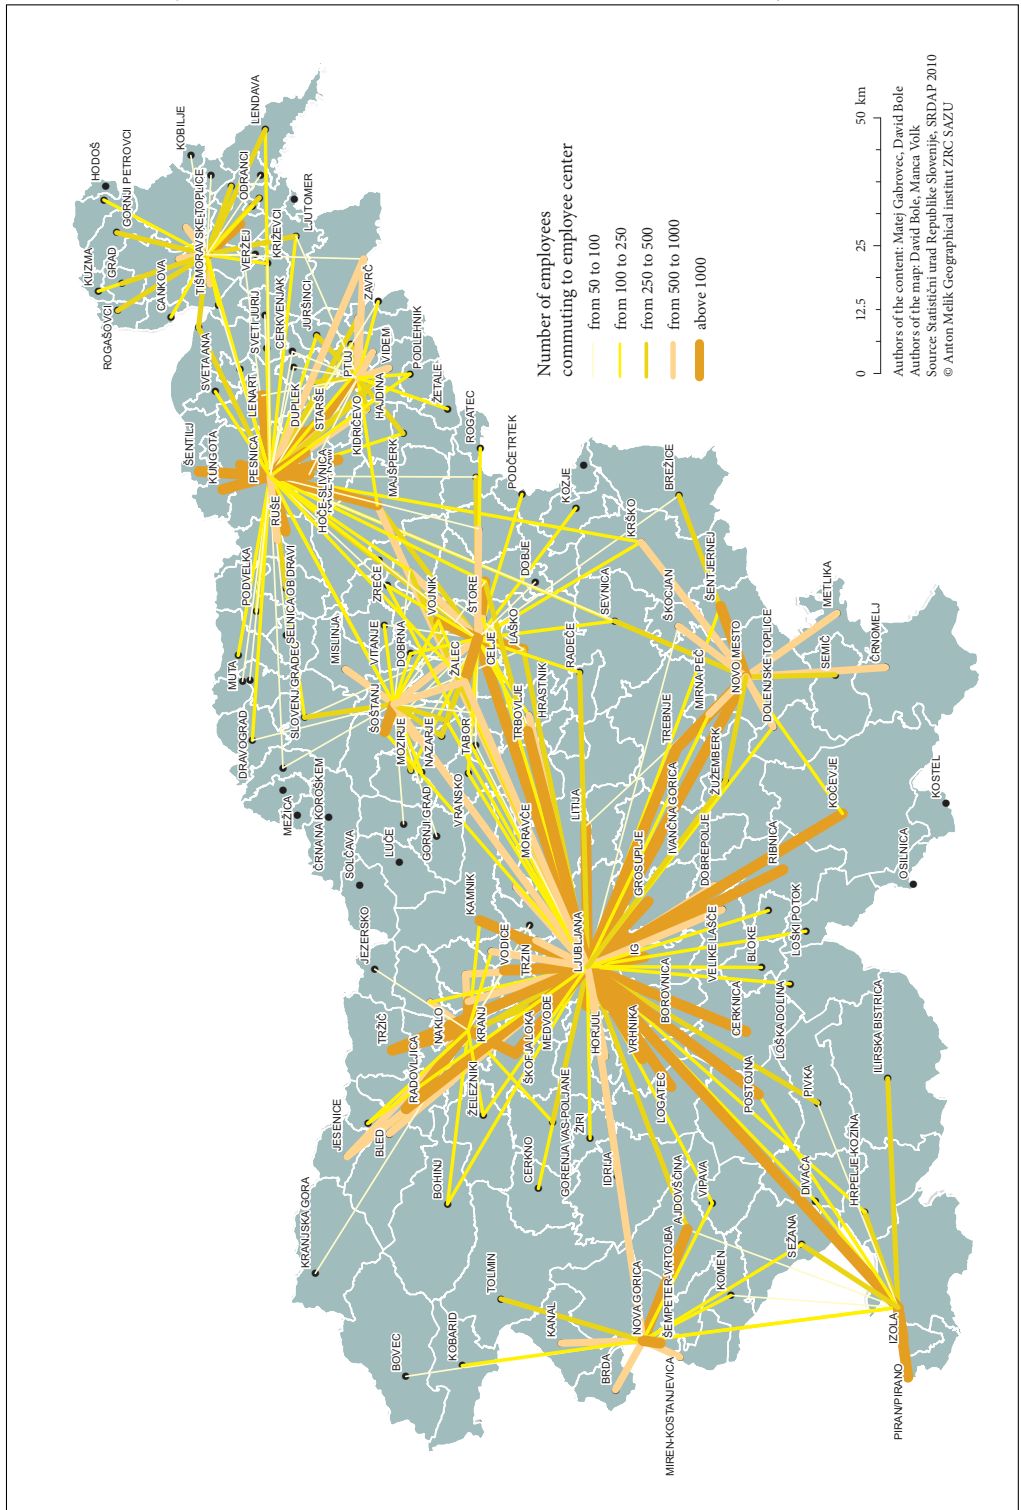 HODOŠ
KOBILJE
GORNJI PETROVCI
LENDAVA
KUZMA
GRAD
ROGAŠOVCI
CANKOVA
TIŠINA
MORAVSKE-TOPLICE
ODRANCI
VERŽEJ
KRIŽEVCI
LJUTOMER
SVETI JURIJ
CERKVENJAK
JURŠINCI
ZAVRČ
SVETA ANA
LENART
DUPLEK
STARŠE
PTUJ
VIDEM
HAJDINA
PODLEHNIK
ŽETALE
KIDRIČEVO
MAJŠPERK
ROGATEC
ŠENTILJ
KUNGOTA
PESNICA
RUŠE
HOČE-SLIVNICA
PODČETRTEK
KOZJE
BREŽICE
PODVELKA
SELNICA OB DRAVI
ZREČE
VOJNIK
ŠTORE
DOBJE
KRŠKO
MUTA
SLOVENJ GRADEC
MISLINJA
VITANJE
DOBRNA
CELJE
LAŠKO
SEVNICA
ŠKOCJAN
ŠENTJERNEJ
DRAVOGRAD
ŠOŠTANJ
ŽALEC
RADEČE
MIRNA PEČ
NOVO MESTO
METLIKA
MEŽICA
ČRNA NA KOROŠKEM
MOZIRJE
NAZARJE
TABOR
TRBOVLJE
HRASTNIK
TREBNJE
DOLENJSKE TOPLICE
SEMIČ
ČRNOMELJ
SOLČAVA
LUČE
GORNJI GRAD
VRANSKO
MORAVČE
LITIJA
IVANČNA GORICA
ŽUŽEMBERK
KOČEVJE
KOSTEL
JEZERSKO
KAMNIK
GROSUPLJE
DOBREPOLJE
RIBNICA
OSILNICA
VODICE
TRZIN
LJUBLJANA
IG
VELIKE LAŠČE
BLOKE
LOŠKI POTOK
TRŽIČ
NAKLO
KRANJ
MEDVODE
ŠKOFJA LOKA
HORJUL
VRHNIKA
BOROVNICA
CERKNICA
LOŠKA DOLINA
ILIRSKA BISTRICA
RADOVLJICA
ŽELEZNIKI
LOGATEC
POSTOJNA
PIVKA
JESENICE
BLED
BOHINJ
CERKNO
GORENJA VAS-POLJANE
ŽIRI
IDRIJA
AJDOVŠČINA
VIPAVA
DIVAČA
HRPELJE-KOZINA
KRANJSKA GORA
TOLMIN
KANAL
NOVA GORICA
ŠEMPETER-VRTOJBA
KOMEN
SEŽANA
IZOLA
BOVEC
KOBARID
BRDA
MIREN-KOSTANJEVICA
PIRAN/PIRANO
Number of employees
commuting to employee center
from 50 to 100
from 100 to 250
from 250 to 500
from 500 to 1000
above 1000
0 12.5 25 50 km
Authors of the content: Matej Gabrovec, David Bole
Authors of the map: David Bole, Manca Volk
Source: Statistični urad Republike Slovenije, SRDAP 2010
© Anton Melik Geographical institut ZRC SAZU